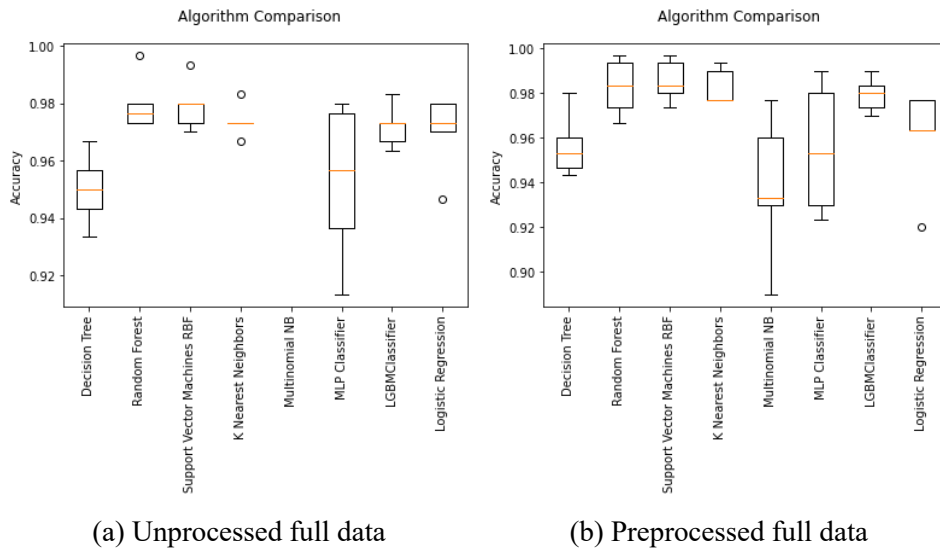 Algorithm Comparison
1.00
0.98
0.96
0.94
0.92
Accuracy
Decision Tree
Random Forest
Support Vector Machines RBF
K Nearest Neighbors
Multinomial NB
MLP Classifier
LGBMClassifier
Logistic Regression
(a) Unprocessed full data
Algorithm Comparison
1.00
0.98
0.96
0.94
0.92
0.90
Accuracy
Decision Tree
Random Forest
Support Vector Machines RBF
K Nearest Neighbors
Multinomial NB
MLP Classifier
LGBMClassifier
Logistic Regression
(b) Preprocessed full data